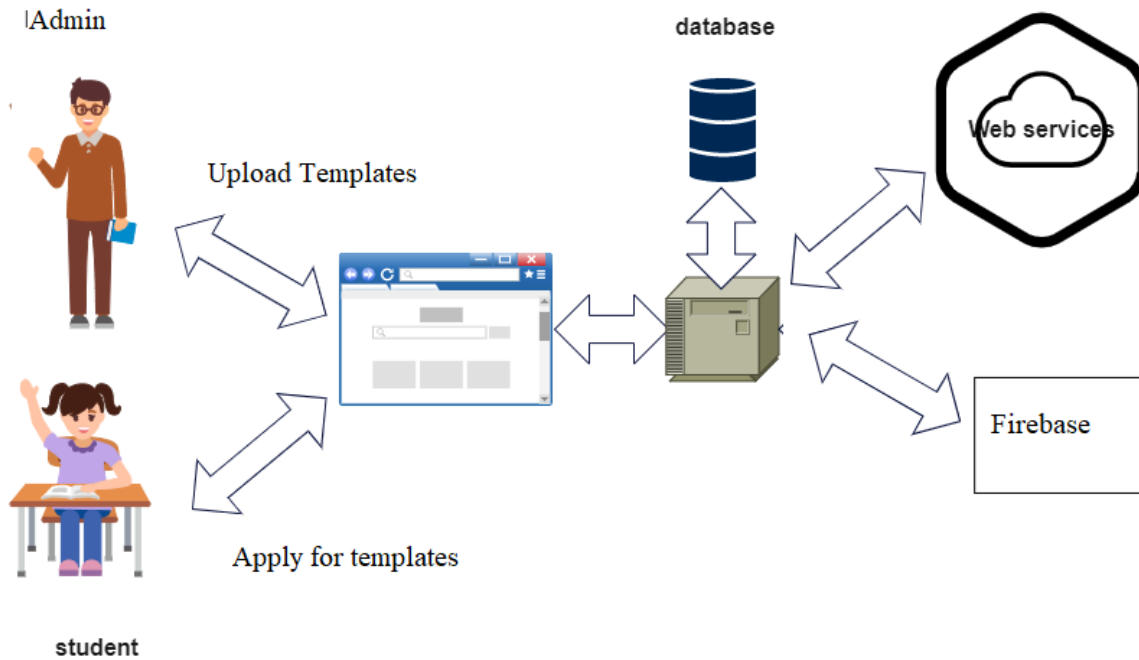 Admin
database
Web services
Upload Templates
Firebase
Apply for templates
student